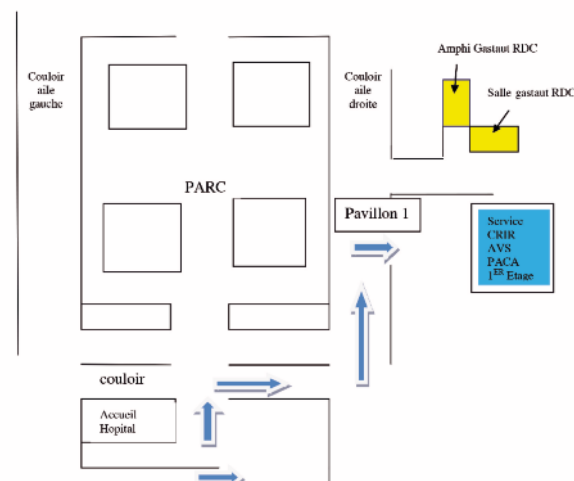 Amphi Gastaut RDC
Couloir
aile
gauche
Couloir
aile
droite
Salle gastaut RDC
PARC
Pavillon 1
Service
CRIR
AVS
PACA
1ER Etage
couloir
Accueil
Hopital